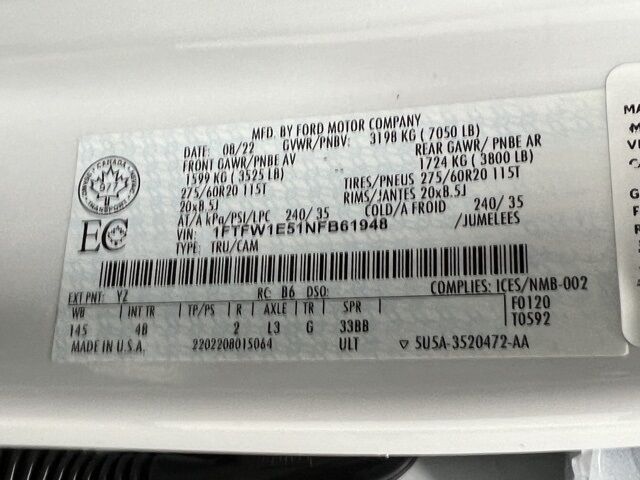 MFD. BY FORD MOTOR COMPANY
DATE: 08/22 GVWR/PNBV: 3198 KG ( 7050 LB)
FRONT GAWR/PNBE AV REAR GAWR/ PNBE AR
1599 KG ( 3525 LB) 1724 KG ( 3800 LB)
275/60R20 115T TIRES/PNEUS 275/60R20 115T
20x8.5J RIMS/JANTES 20x8.5J
AT/A kPa/PSI/LPC 240/ 35 COLD/A FROID 240/ 35
VIN: 1FTFW1E51NFB61948 /JUMELEES
TYPE: TRU/CAM
CANADA
TRANSPORT
EC
EXT PNT: YZ RC: B6 DSO: COMPLIES: ICES/NMB-002
WB INT TR TP/PS R AXLE TR SPR F0120
145 48 2 L3 G 33BB T0592
MADE IN U.S.A. 2202208015064 ULT 5U5A-3520472-AA
MA
M
VI